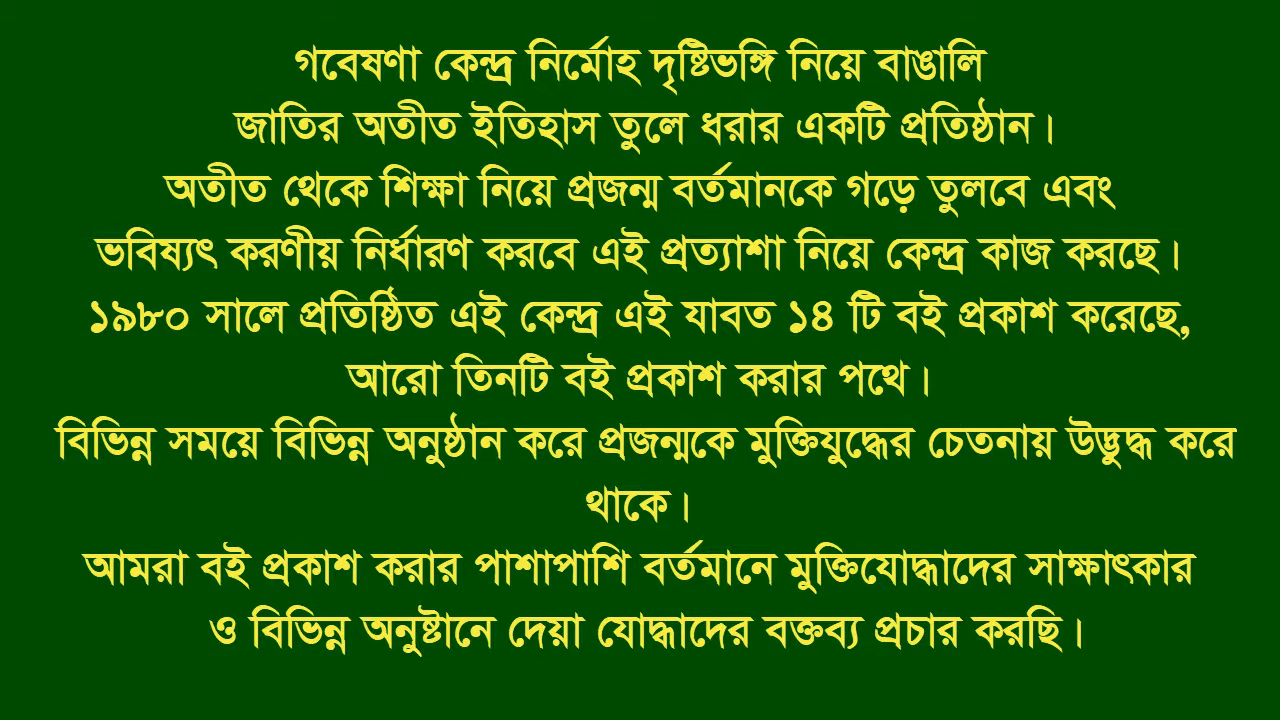 গবেষণা কেন্দ্র নির্মোহ দৃষ্টিভঙ্গি নিয়ে বাঙালি
জাতির অতীত ইতিহাস তুলে ধরার একটি প্রতিষ্ঠান।
অতীত থেকে শিক্ষা নিয়ে প্রজন্ম বর্তমানকে গড়ে তুলবে এবং
ভবিষ্যৎ করণীয় নির্ধারণ করবে এই প্রত্যাশা নিয়ে কেন্দ্র কাজ করছে।
১৯৮০ সালে প্রতিষ্ঠিত এই কেন্দ্র এই যাবত ১৪ টি বই প্রকাশ করেছে,
আরো তিনটি বই প্রকাশ করার পথে।
বিভিন্ন সময়ে বিভিন্ন অনুষ্ঠান করে প্রজন্মকে মুক্তিযুদ্ধের চেতনায় উদ্ভুদ্ধ করে
থাকে।
আমরা বই প্রকাশ করার পাশাপাশি বর্তমানে মুক্তিযোদ্ধাদের সাক্ষাৎকার
ও বিভিন্ন অনুষ্টানে দেয়া যোদ্ধাদের বক্তব্য প্রচার করছি।